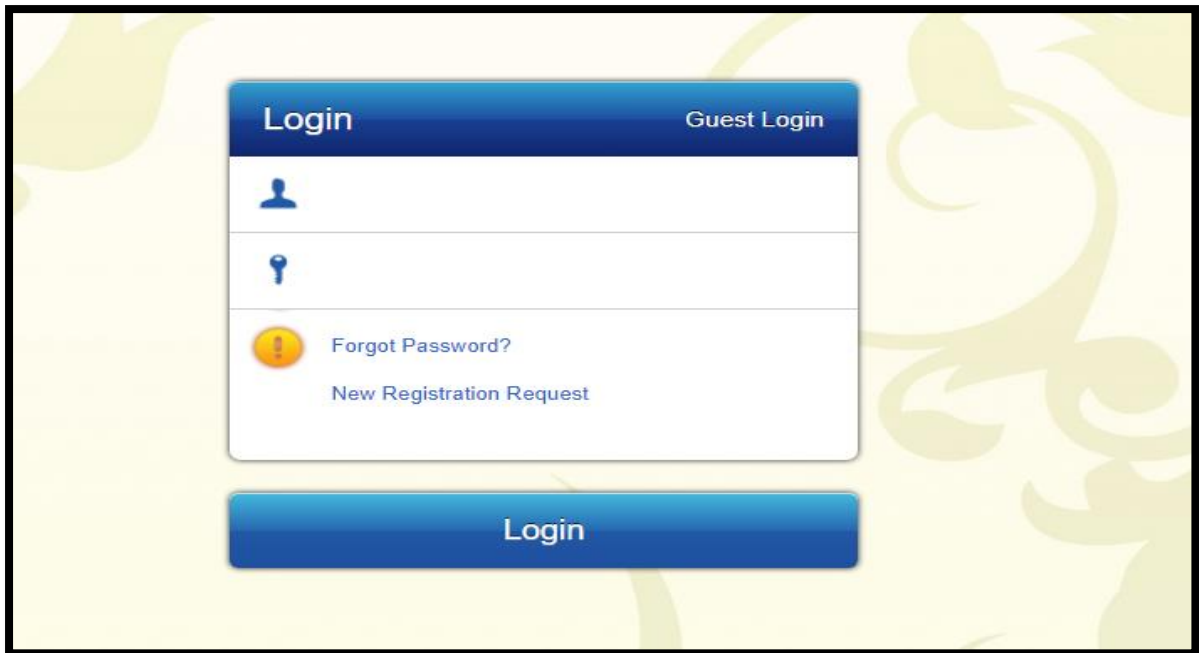 Login
Guest Login
Forgot Password?
New Registration Request
Login